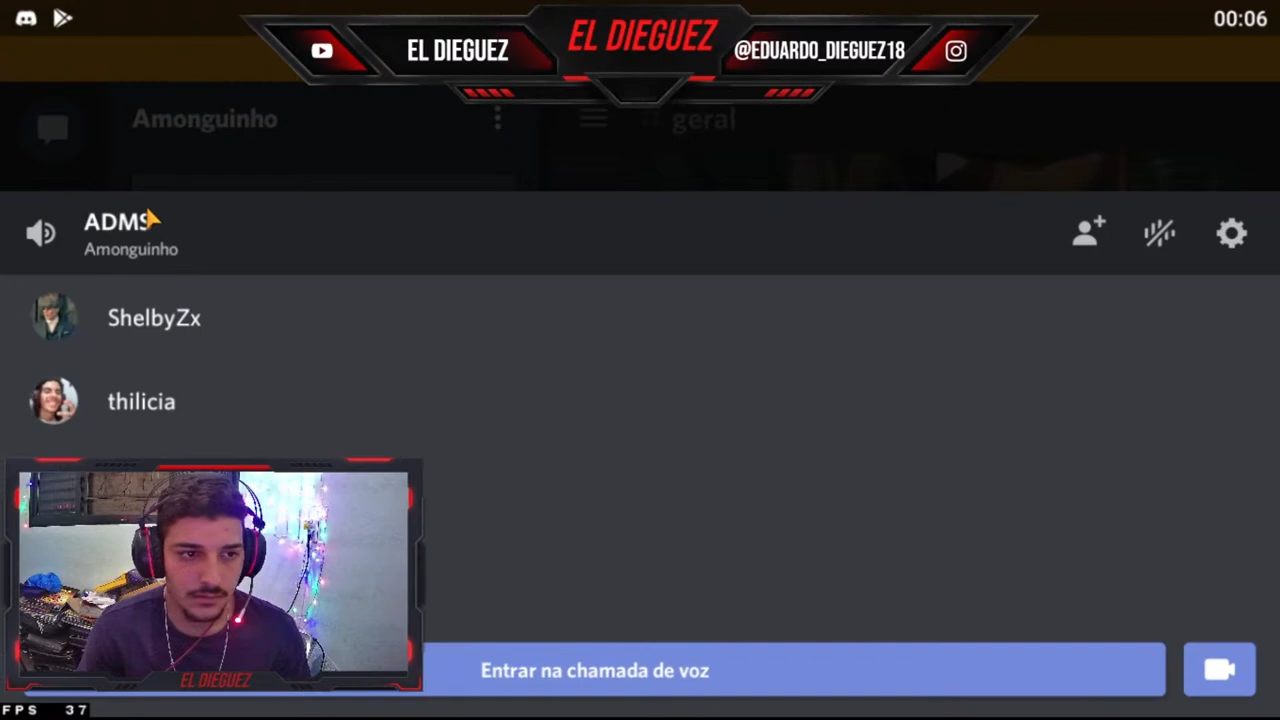 00:06
EL DIEGUEZ
EL DIEGUEZ
@EDUARDO_DIEGUEZ18
Amonguinho
geral
ADMS
Amonguinho
ShelbyZx
thilicia
EL DIEGUEZ
Entrar na chamada de voz
FPS 37